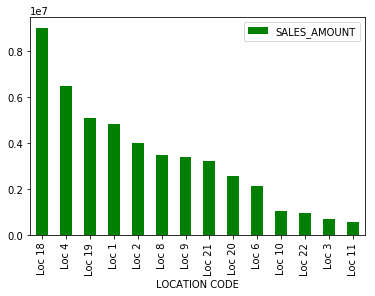 1e7
SALES_AMOUNT
0.8
0.6
0.4
0.2
0.0
Loc 18
Loc 4
Loc 19
Loc 1
Loc 2
Loc 8
Loc 9
Loc 21
Loc 20
Loc 6
Loc 10
Loc 22
Loc 3
Loc 11
LOCATION CODE